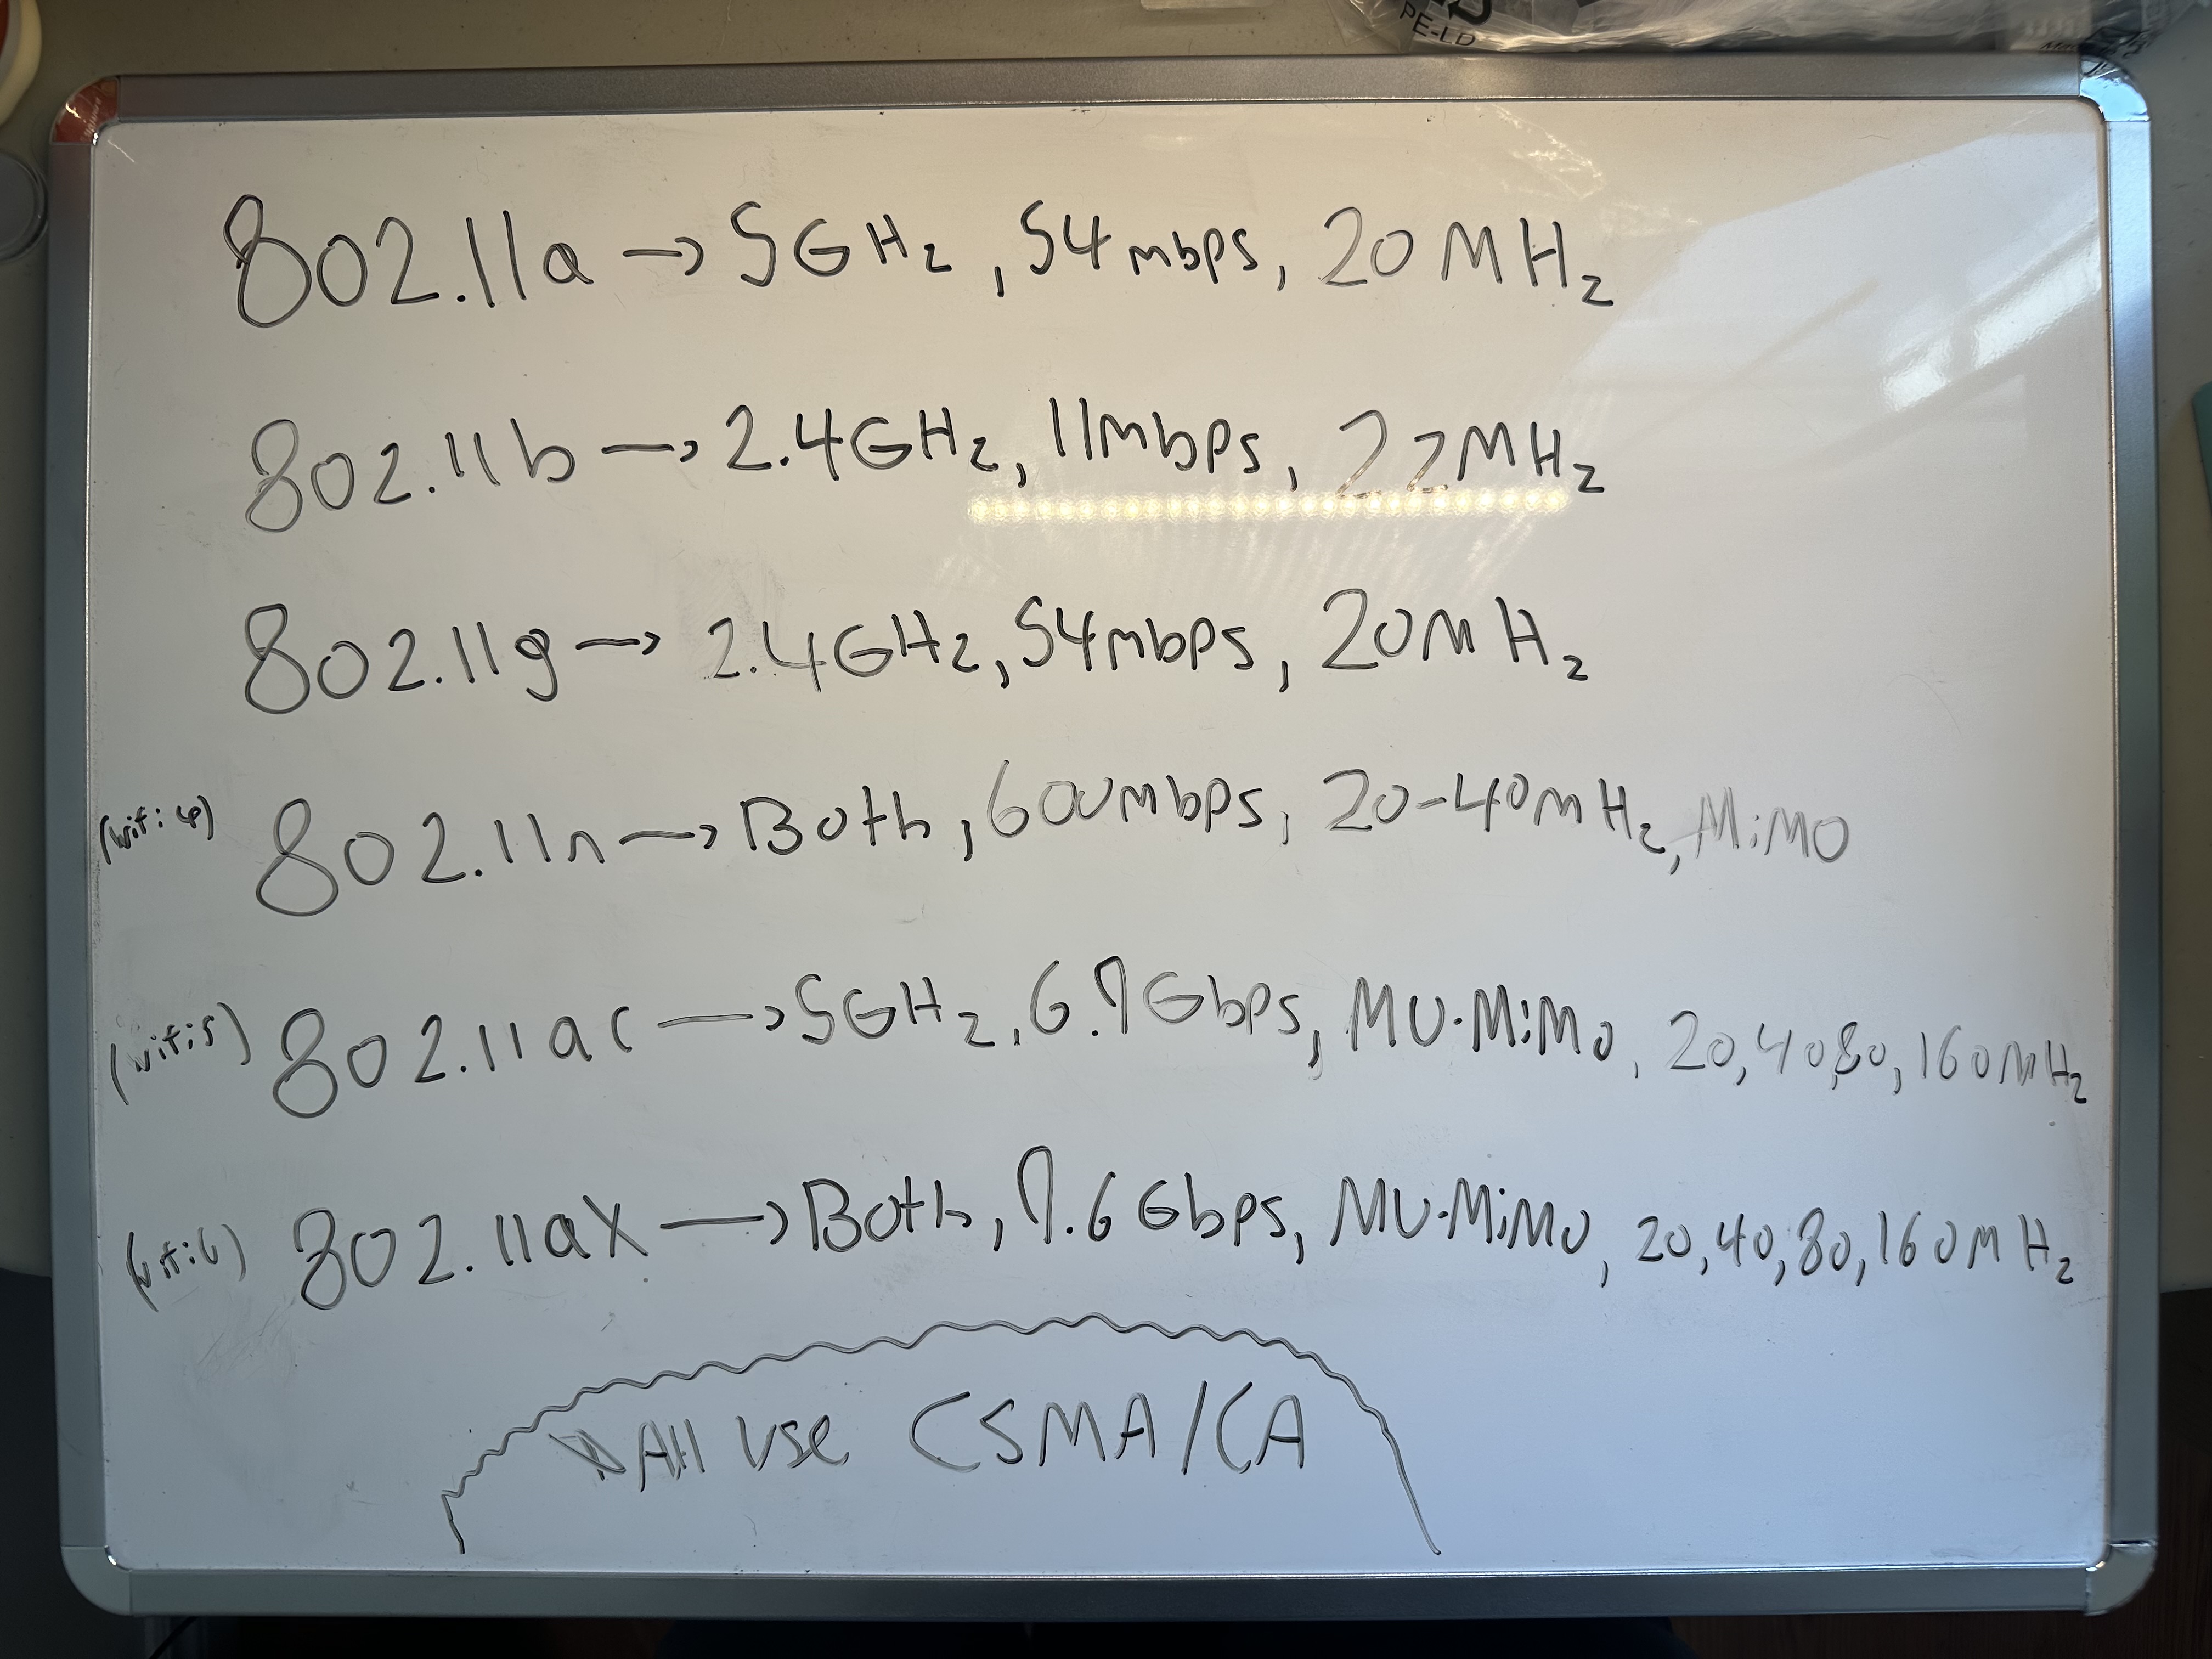 PE-LD
802.11a → 5GHz, 54mbps, 20MHz
802.11b → 2.4GHz, 11mbps, 22MHz
802.11g → 2.4GHz, 54mbps, 20MHz
(wifi 4) 802.11n → Both, 600mbps, 20-40MHz, MiMO
(wifi 5) 802.11ac → 5GHz, 6.9Gbps, MU-MiMO, 20,40,80,160MHz
(wifi 6) 802.11ax → Both, 9.6Gbps, MU-MiMO, 20,40,80,160MHz
All use CSMA/CA